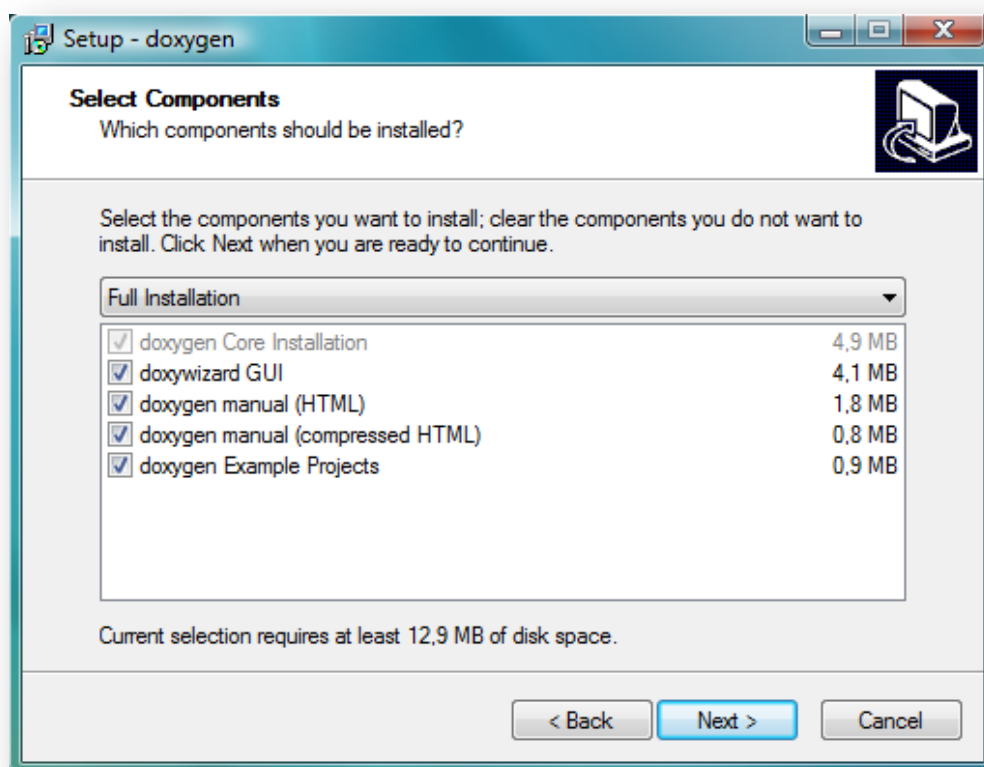 Setup - doxygen
Select Components
Which components should be installed?
Select the components you want to install; clear the components you do not want to
install. Click Next when you are ready to continue.
Full Installation
doxygen Core Installation 4,9 MB
doxywizard GUI 4,1 MB
doxygen manual (HTML) 1,8 MB
doxygen manual (compressed HTML) 0,8 MB
doxygen Example Projects 0,9 MB
Current selection requires at least 12,9 MB of disk space.
< Back Next > Cancel